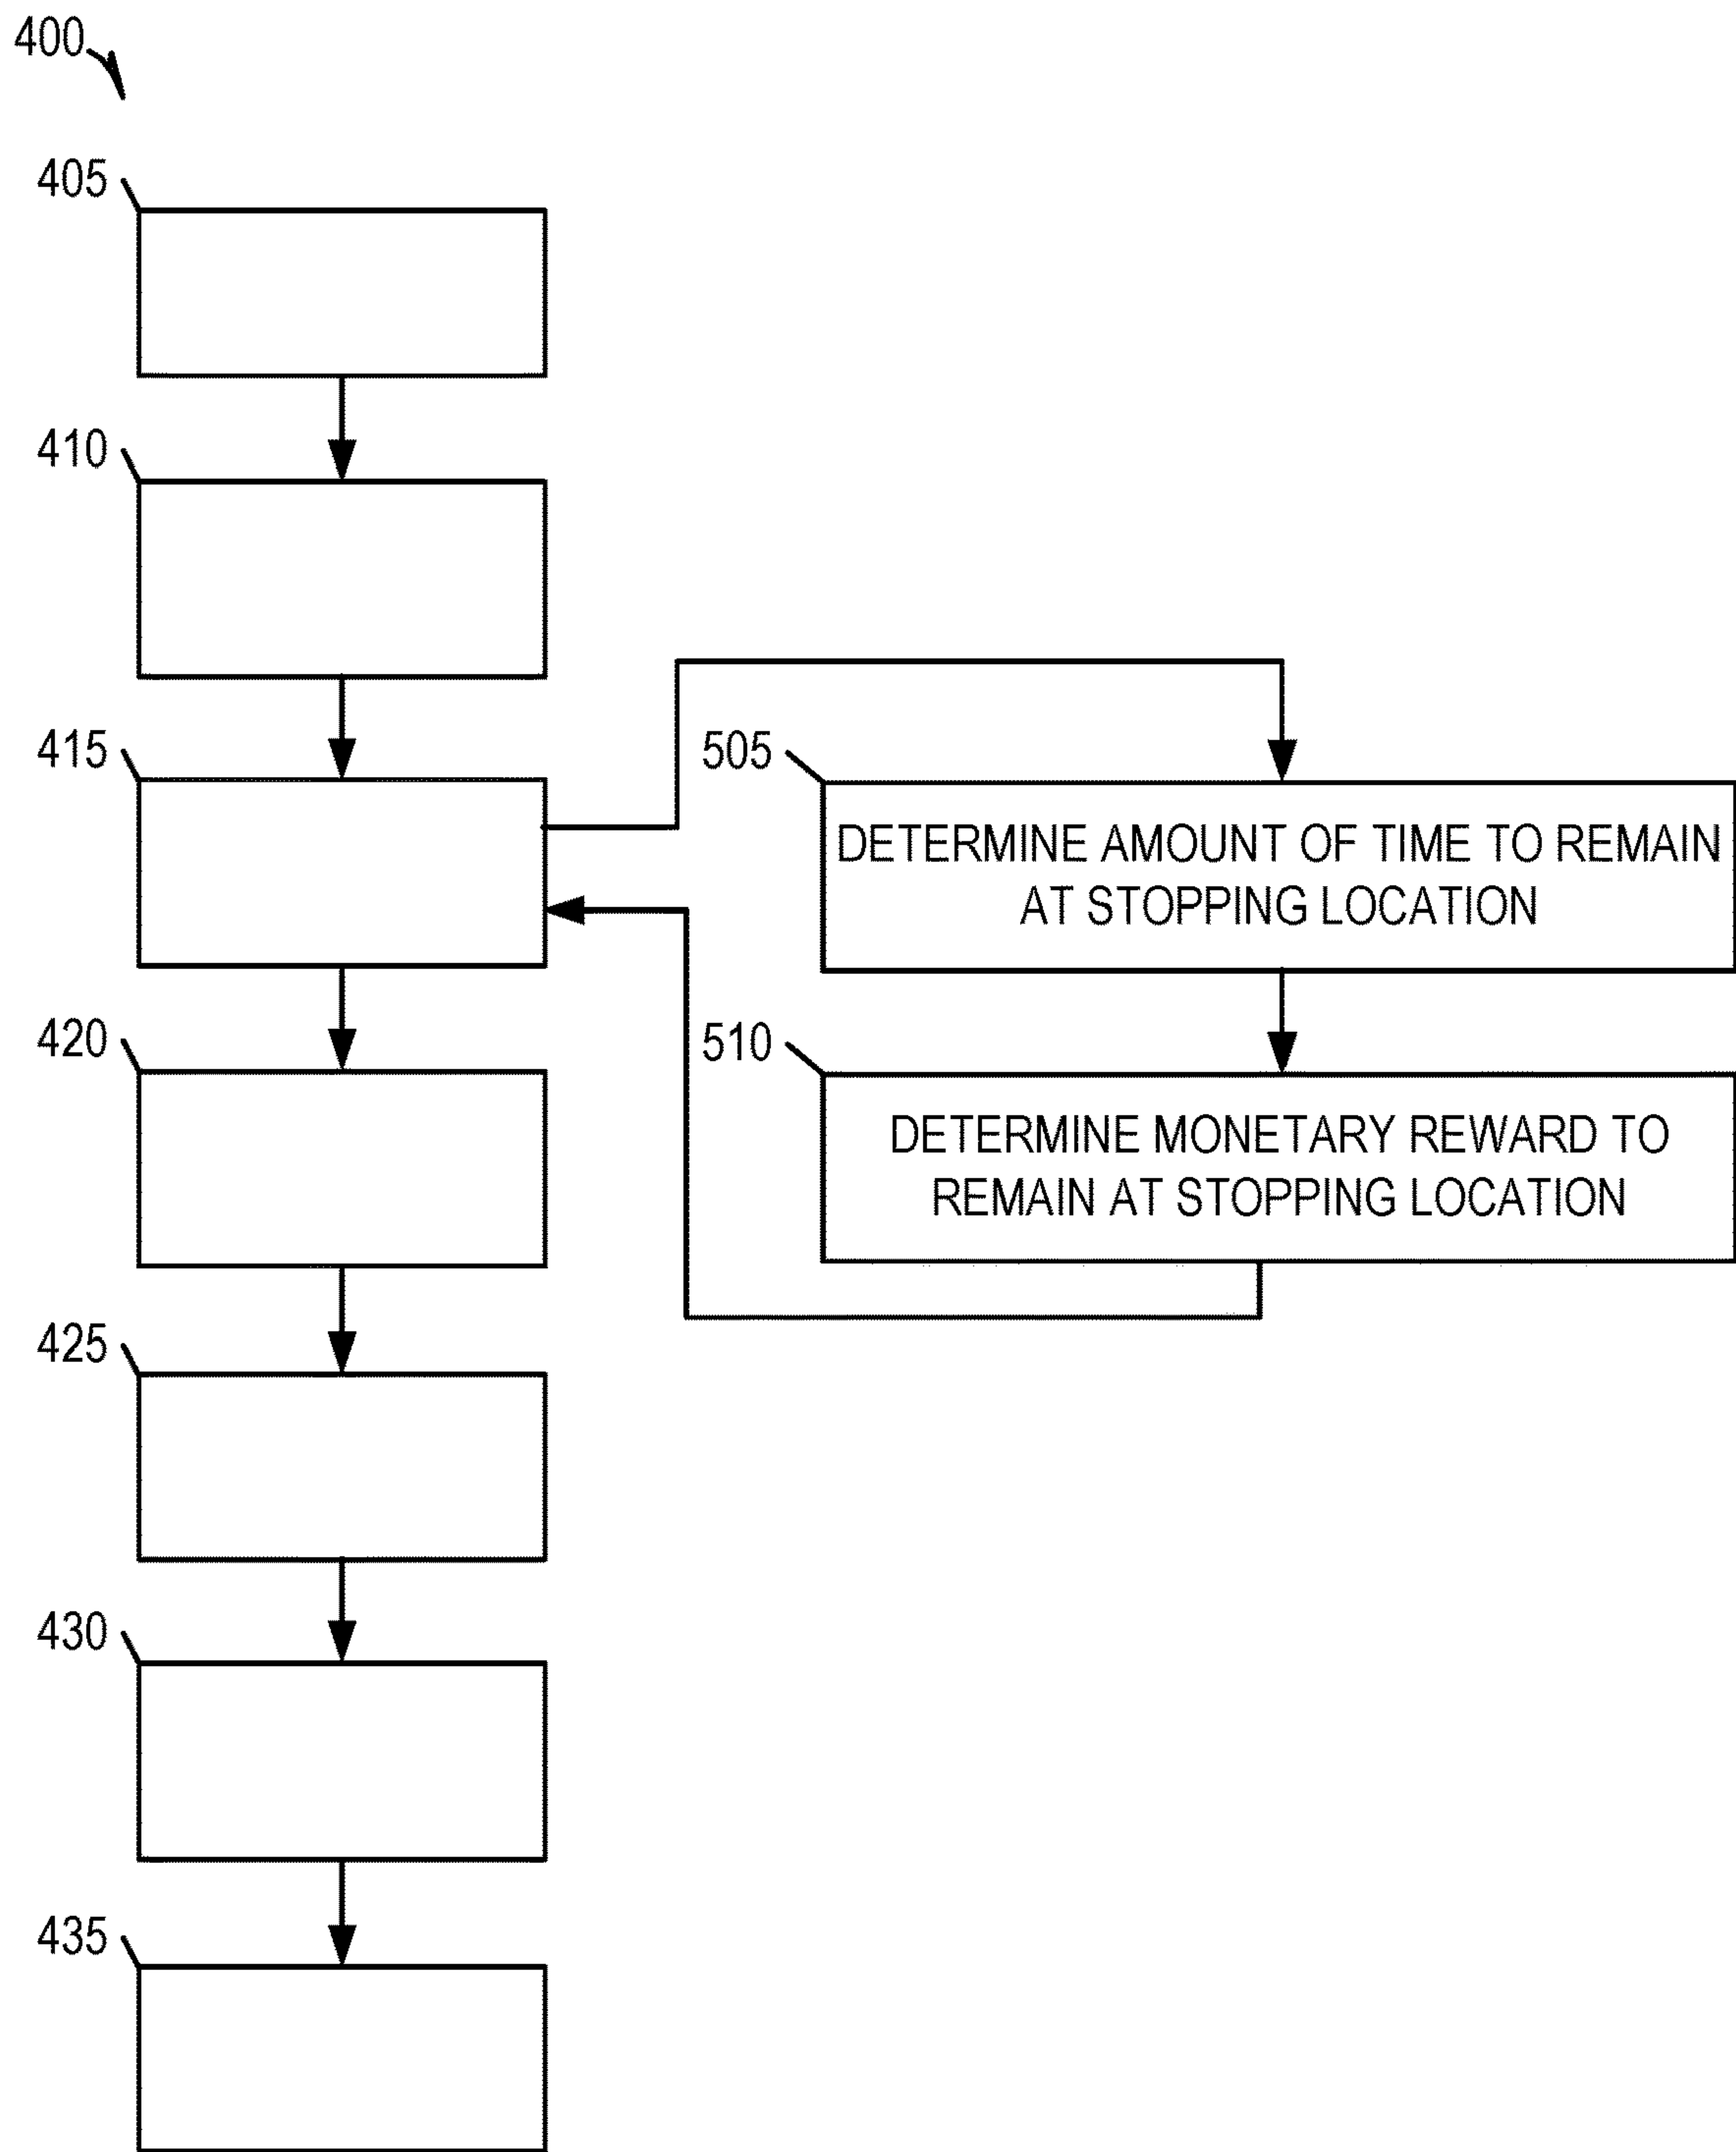 400
405
410
415
505
DETERMINE AMOUNT OF TIME TO REMAIN
AT STOPPING LOCATION
420
510
DETERMINE MONETARY REWARD TO
REMAIN AT STOPPING LOCATION
425
430
435